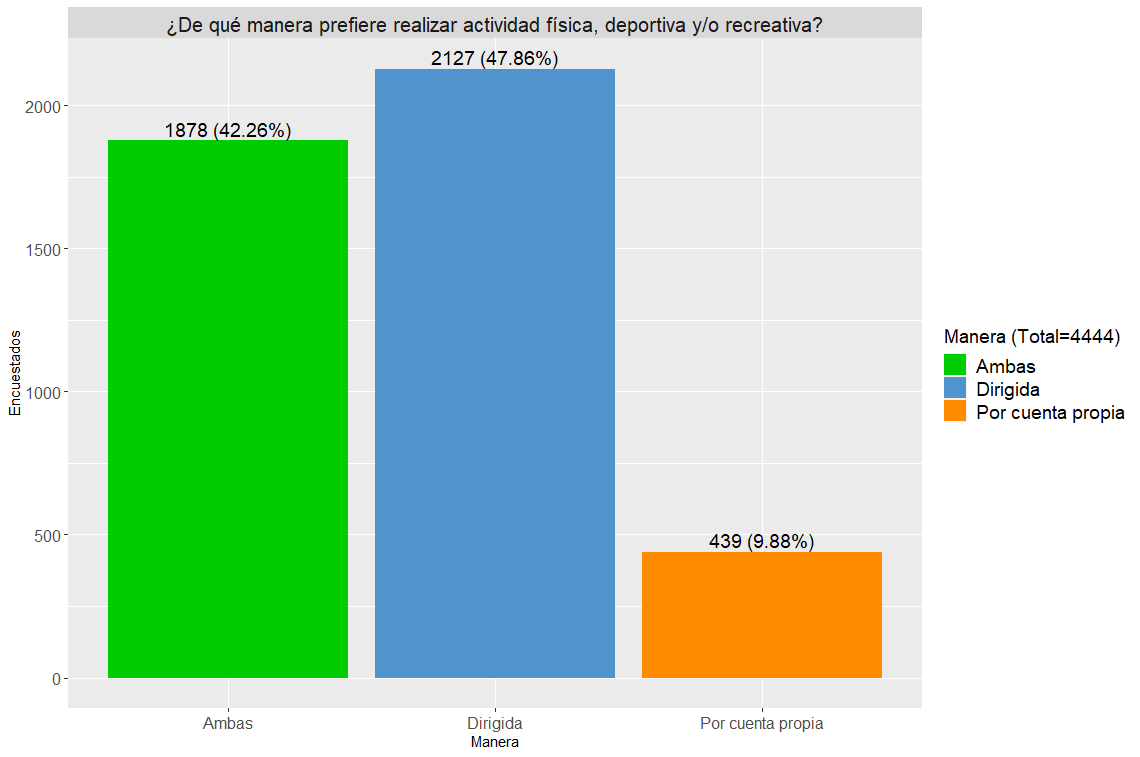 ¿De qué manera prefiere realizar actividad física, deportiva y/o recreativa?
2127 (47.86%)
1878 (42.26%)
439 (9.88%)
2000
1500
1000
500
0
Encuestados
Ambas
Dirigida
Por cuenta propia
Manera
Manera (Total=4444)
Ambas
Dirigida
Por cuenta propia